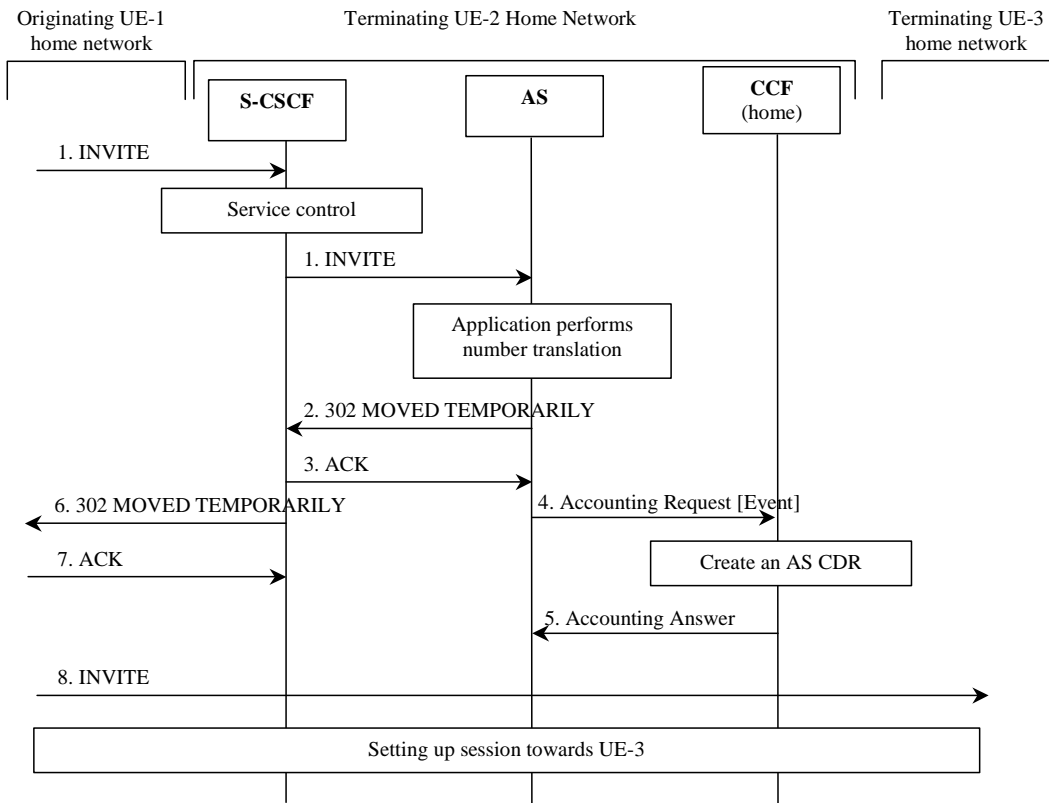 Originating UE-1
home network
Terminating UE-2 Home Network
Terminating UE-3
home network
S-CSCF
AS
CCF
(home)
1. INVITE
Service control
1. INVITE
Application performs
number translation
2. 302 MOVED TEMPORARILY
3. ACK
6. 302 MOVED TEMPORARILY
4. Accounting Request [Event]
7. ACK
Create an AS CDR
5. Accounting Answer
8. INVITE
Setting up session towards UE-3